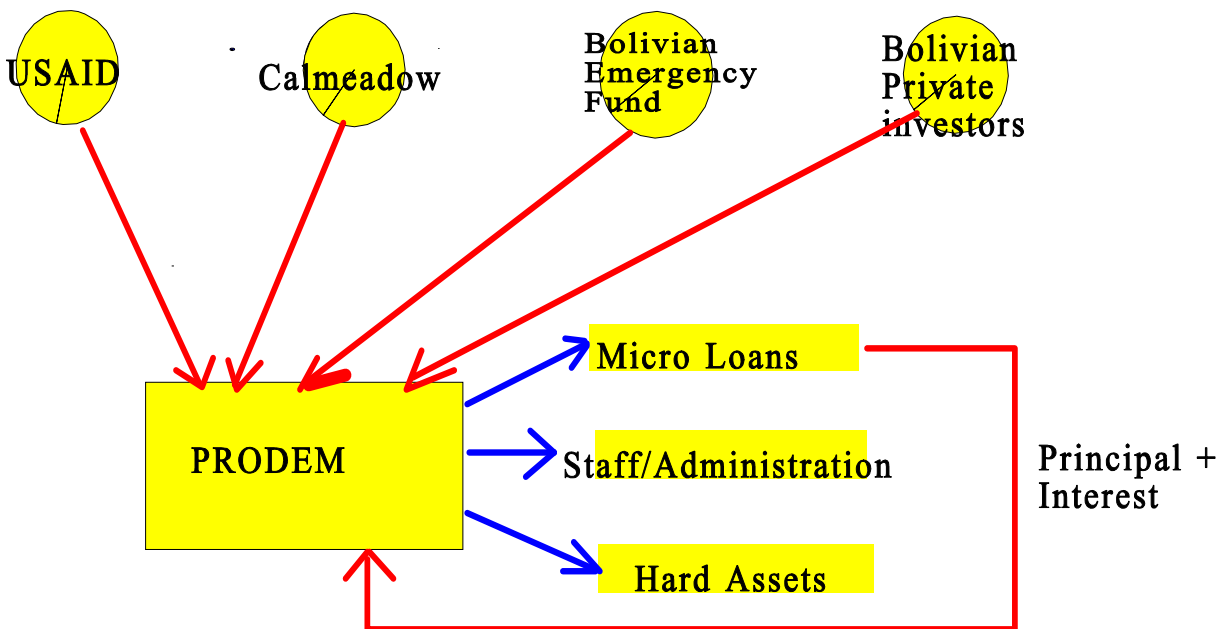 USAID
Calmeadow
Bolivian
Emergency
Fund
Bolivian
Private
investors
Micro Loans
PRODEM
Staff/Administration
Principal +
Interest
Hard Assets